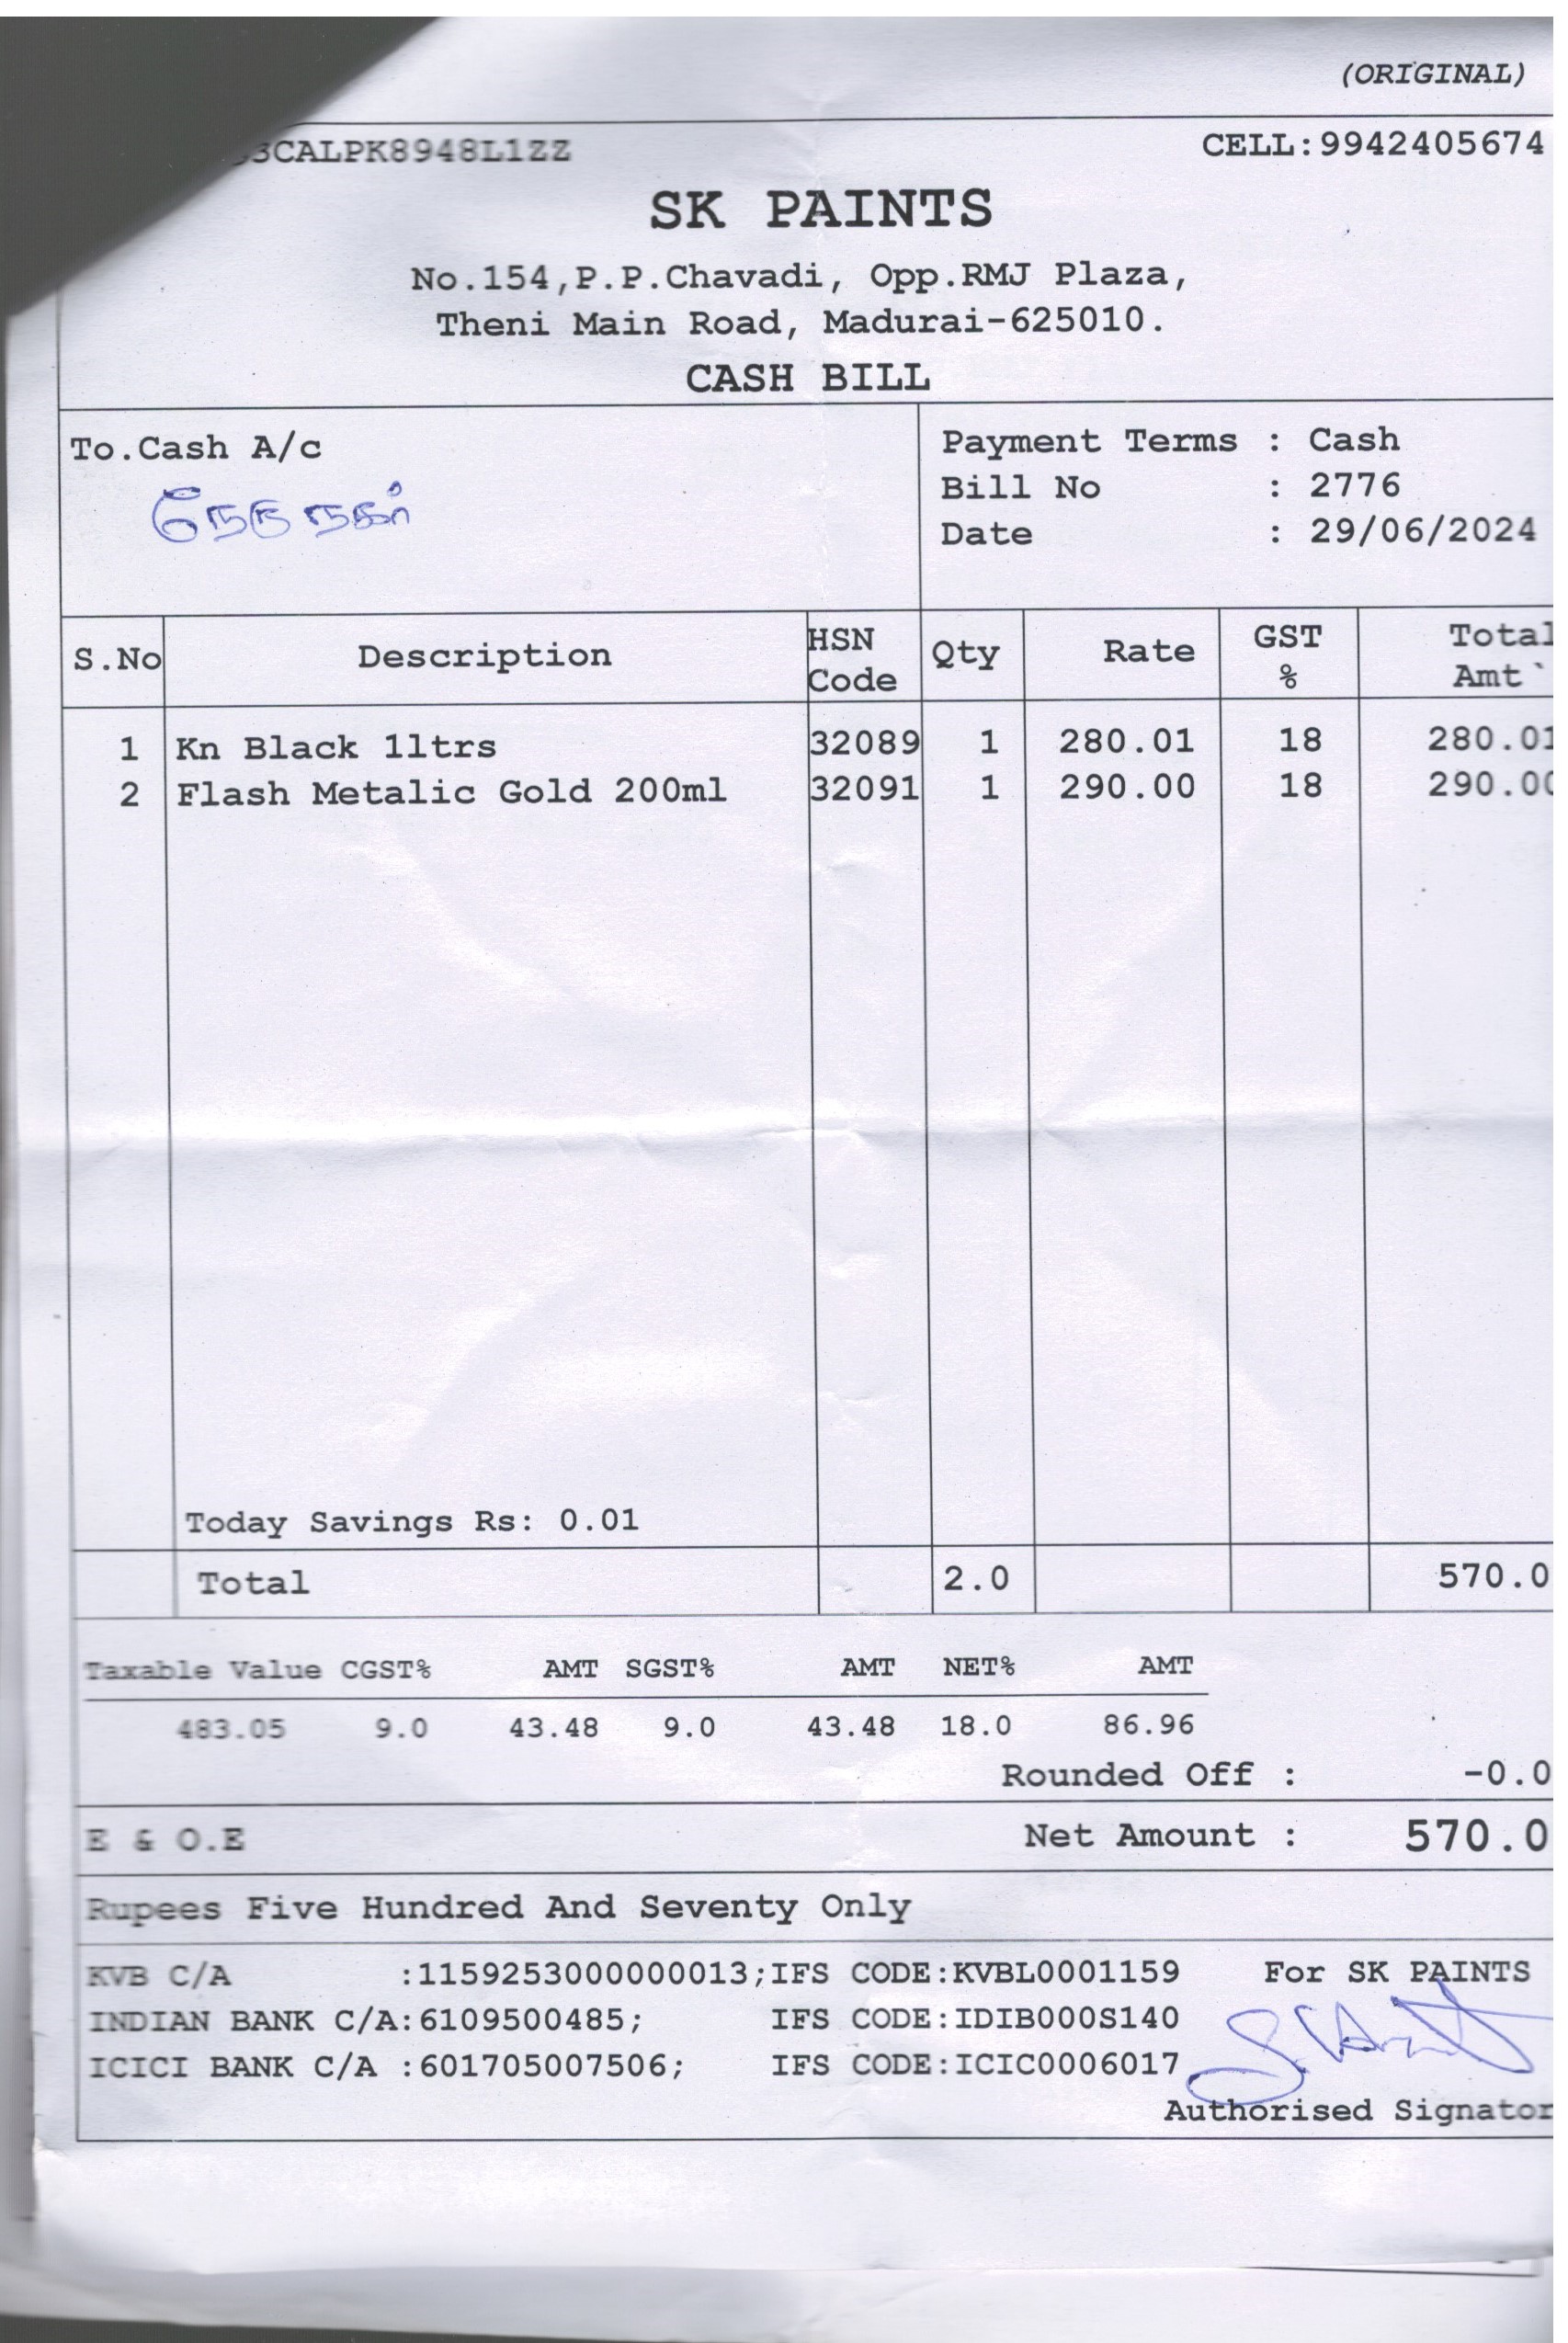 (ORIGINAL)
3CALPK8948L1ZZ CELL:9942405674
SK PAINTS
No.154,P.P.Chavadi, Opp.RMJ Plaza,
Theni Main Road, Madurai-625010.
CASH BILL
To.Cash A/c
நேரு நகர்
Payment Terms : Cash
Bill No : 2776
Date : 29/06/2024
S.No Description HSN Code Qty Rate GST % Total Amt `
1 Kn Black 1ltrs 32089 1 280.01 18 280.01
2 Flash Metalic Gold 200ml 32091 1 290.00 18 290.00
Today Savings Rs: 0.01
Total 2.0 570.0
Taxable Value CGST% AMT SGST% AMT NET% AMT
483.05 9.0 43.48 9.0 43.48 18.0 86.96
Rounded Off : -0.0
E & O.E Net Amount : 570.0
Rupees Five Hundred And Seventy Only
KVB C/A :1159253000000013;IFS CODE:KVBL0001159 For SK PAINTS
INDIAN BANK C/A:6109500485; IFS CODE:IDIB000S140
ICICI BANK C/A :601705007506; IFS CODE:ICIC0006017
Authorised Signator